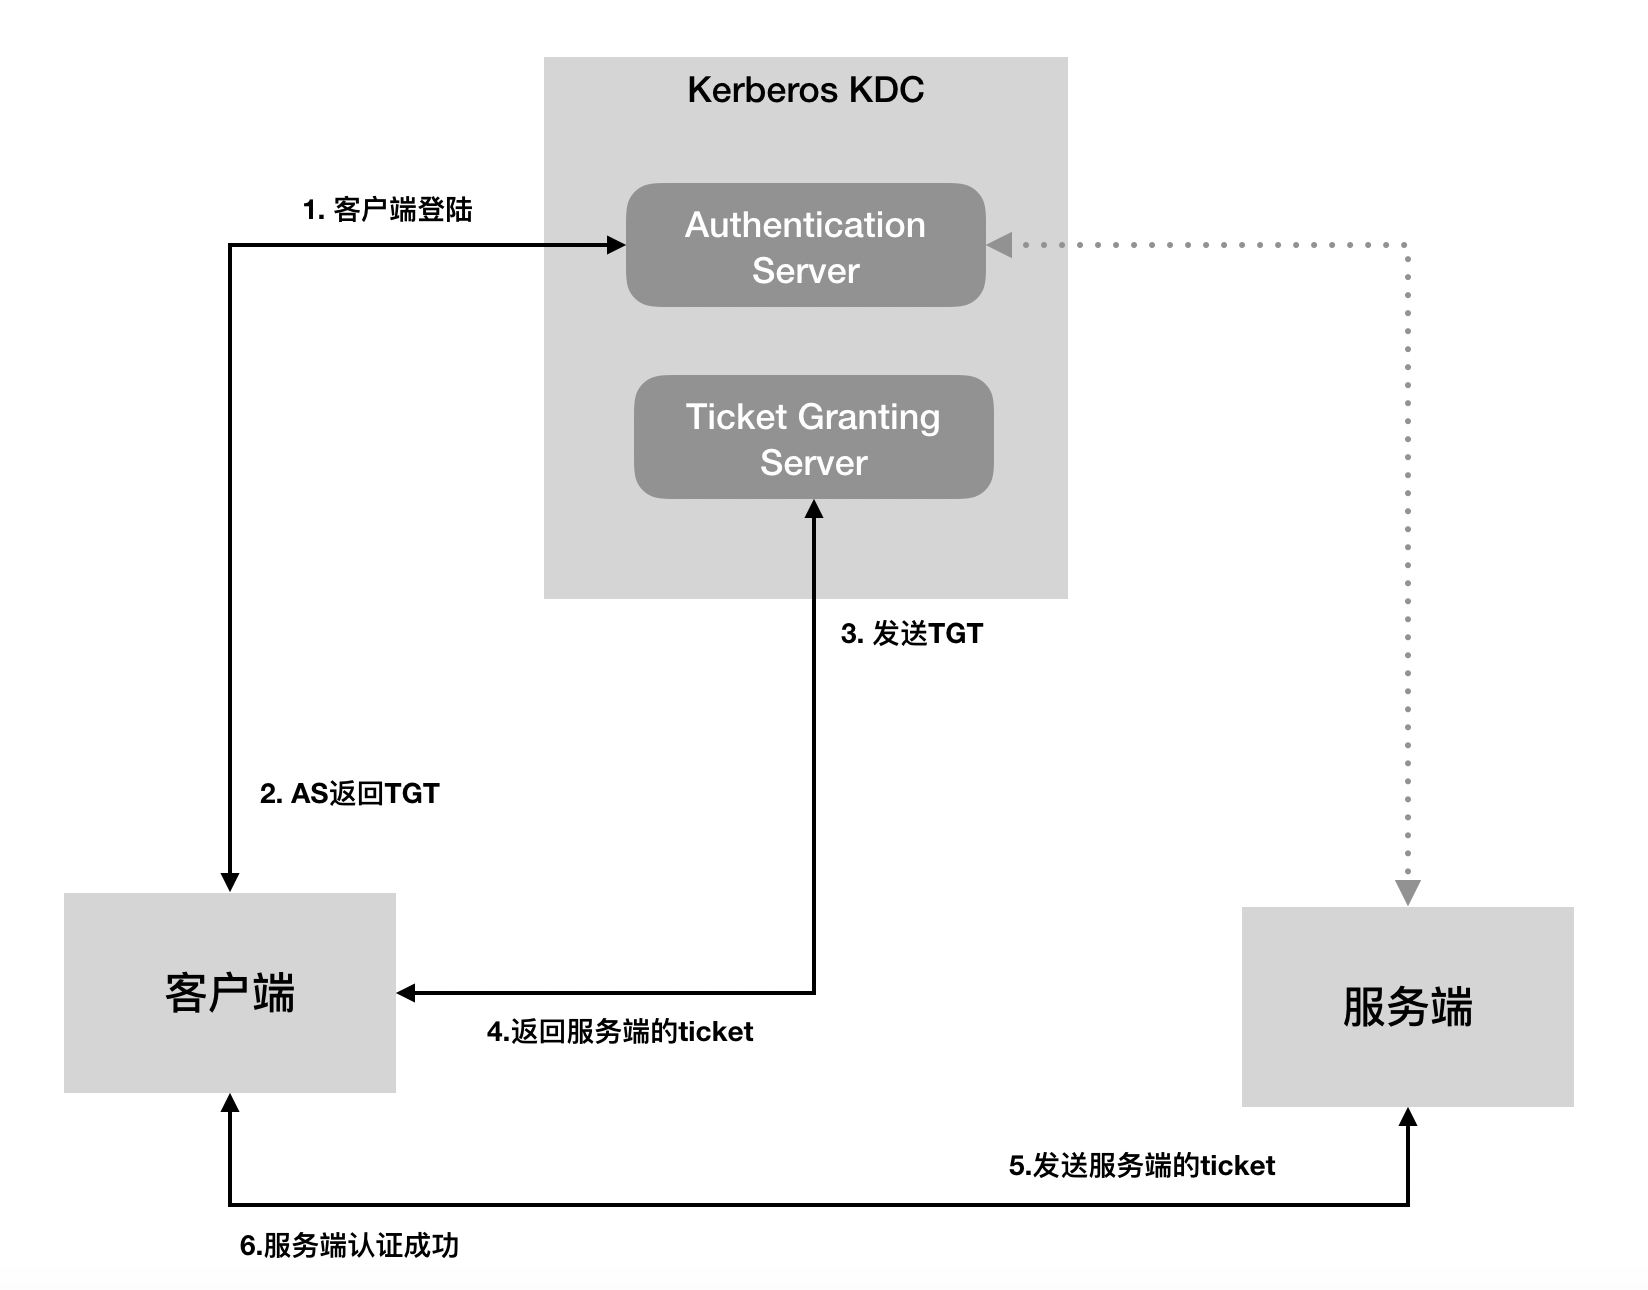 Kerberos KDC
1. 客户端登陆
Authentication
Server
Ticket Granting
Server
3. 发送TGT
2. AS返回TGT
客户端
服务端
4.返回服务端的ticket
5.发送服务端的ticket
6.服务端认证成功